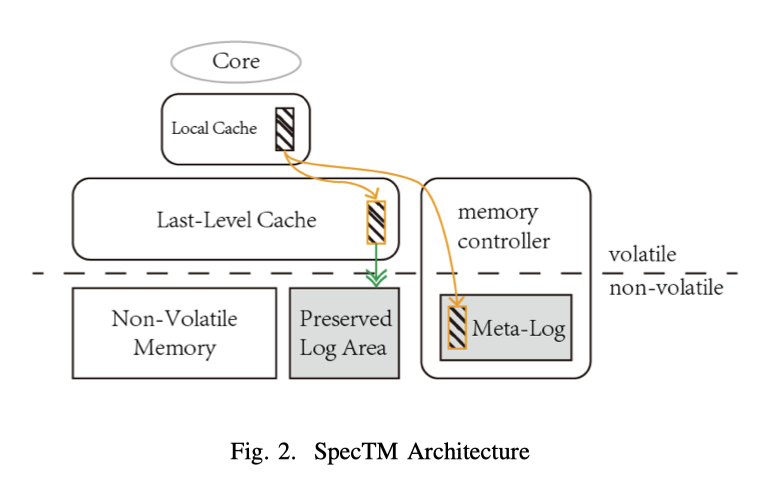 Core
Local Cache
Last-Level Cache
memory
controller
volatile
non-volatile
Non-Volatile
Memory
Preserved
Log Area
Meta-Log
Fig. 2. SpecTM Architecture